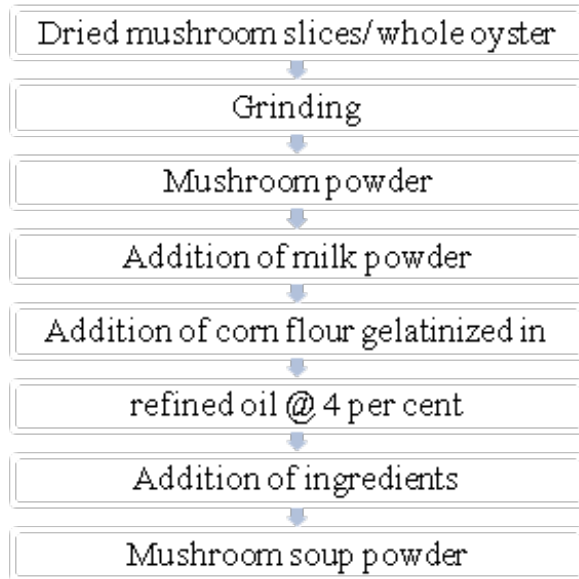 Dried mushroom slices/ whole oyster
Grinding
Mushroom powder
Addition of milk powder
Addition of corn flour gelatinized in
refined oil @ 4 per cent
Addition of ingredients
Mushroom soup powder